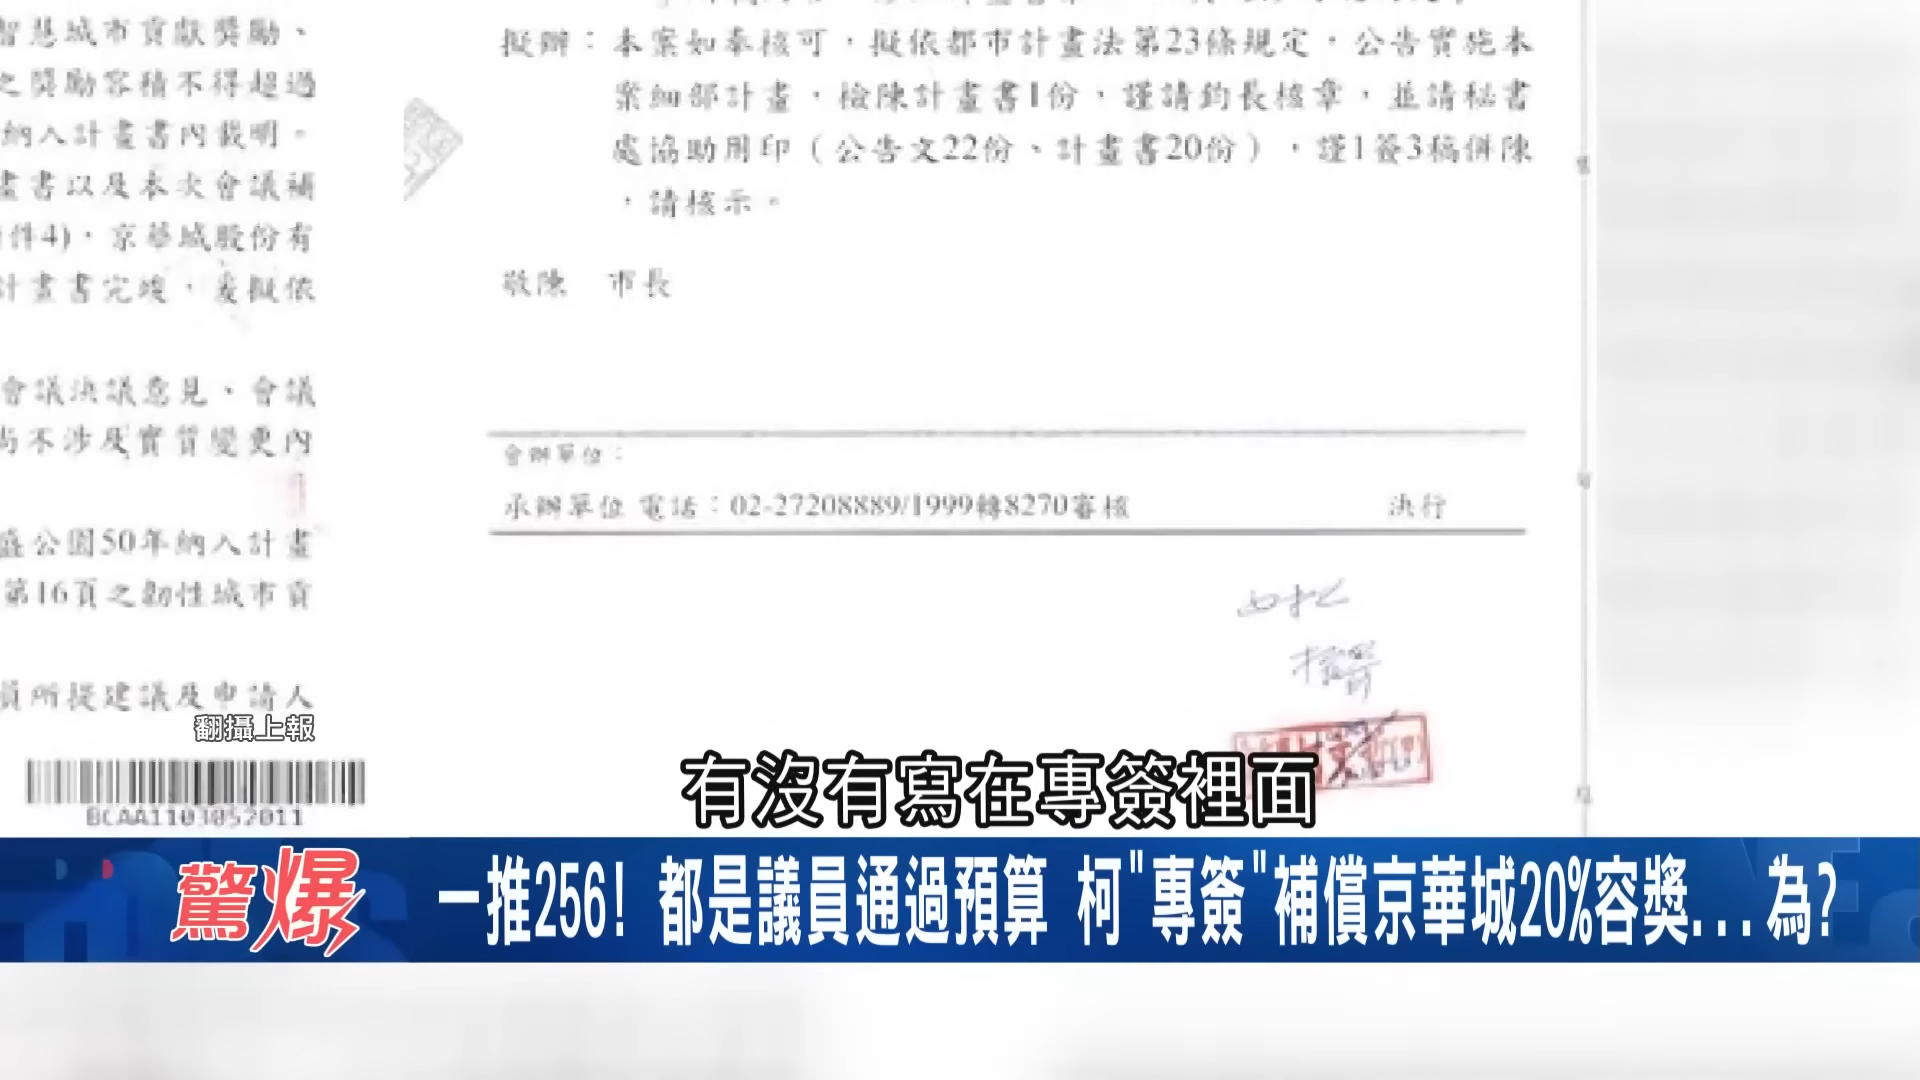 智慧城市貢獻獎勵、
之獎勵容積不得超過
納入計畫書內載明。
畫書以及本次會議補
件4)，京華城股份有
計畫書完竣，爰擬依
會議決議意見、會議
尚不涉及實質變更內
盛公園50年納入計畫
第16頁之韌性城市貢
員所提建議及申請人
翻攝上報
BCAA1103052011
擬辦：本案如奉核可，擬依都市計畫法第23條規定，公告實施本
案細部計畫，檢陳計畫書1份，謹請鈞長核章，並請秘書
處協助用印（公告文22份、計畫書20份），謹1簽3稿併陳
，請核示。
敬陳 市長
會辦單位：
承辦單位 電話：02-27208889/1999轉8270審核 決行
有沒有寫在專簽裡面
驚爆
一推256! 都是議員通過預算 柯"專簽"補償京華城20%容獎...為?